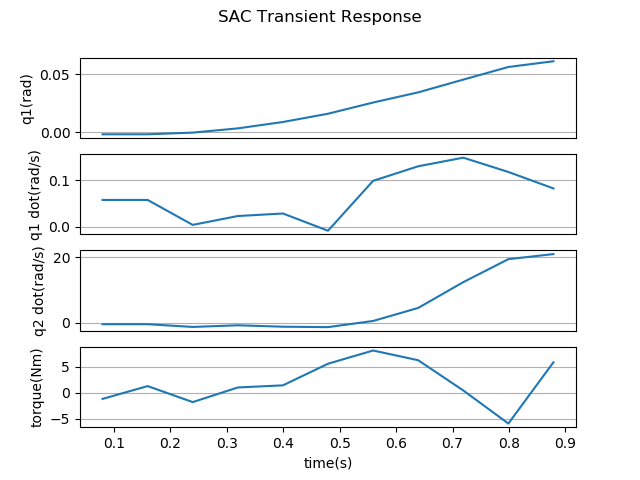 SAC Transient Response
q1(rad)
0.05
0.00
q1 dot(rad/s)
0.1
0.0
q2 dot(rad/s)
20
0
torque(Nm)
5
0
−5
0.1 0.2 0.3 0.4 0.5 0.6 0.7 0.8 0.9
time(s)